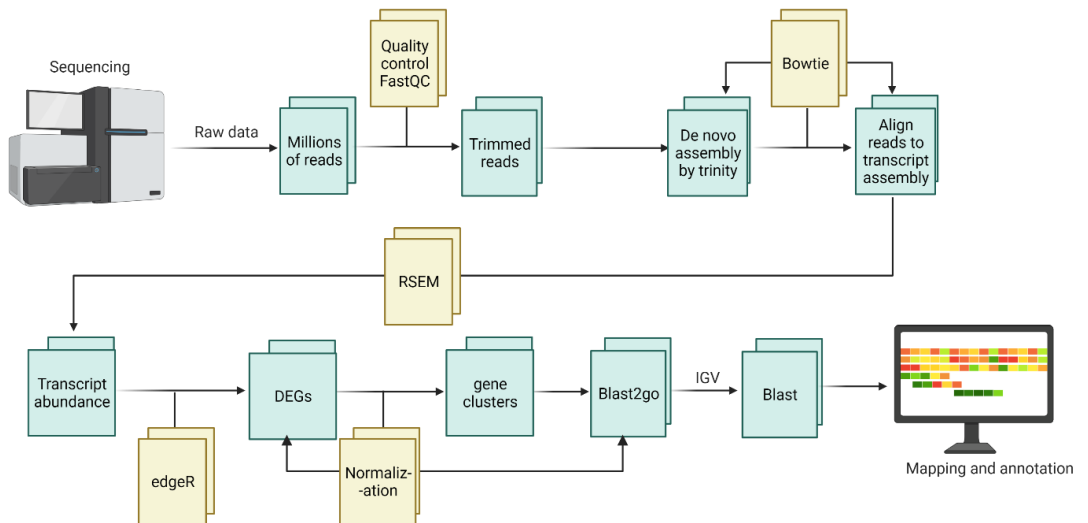 Sequencing
Raw data
Millions
of reads
Quality
control
FastQC
Trimmed
reads
De novo
assembly
by trinity
Bowtie
Align
reads to
transcript
assembly
RSEM
Transcript
abundance
edgeR
DEGs
Normaliz-
-ation
gene
clusters
Blast2go
IGV
Blast
Mapping and annotation